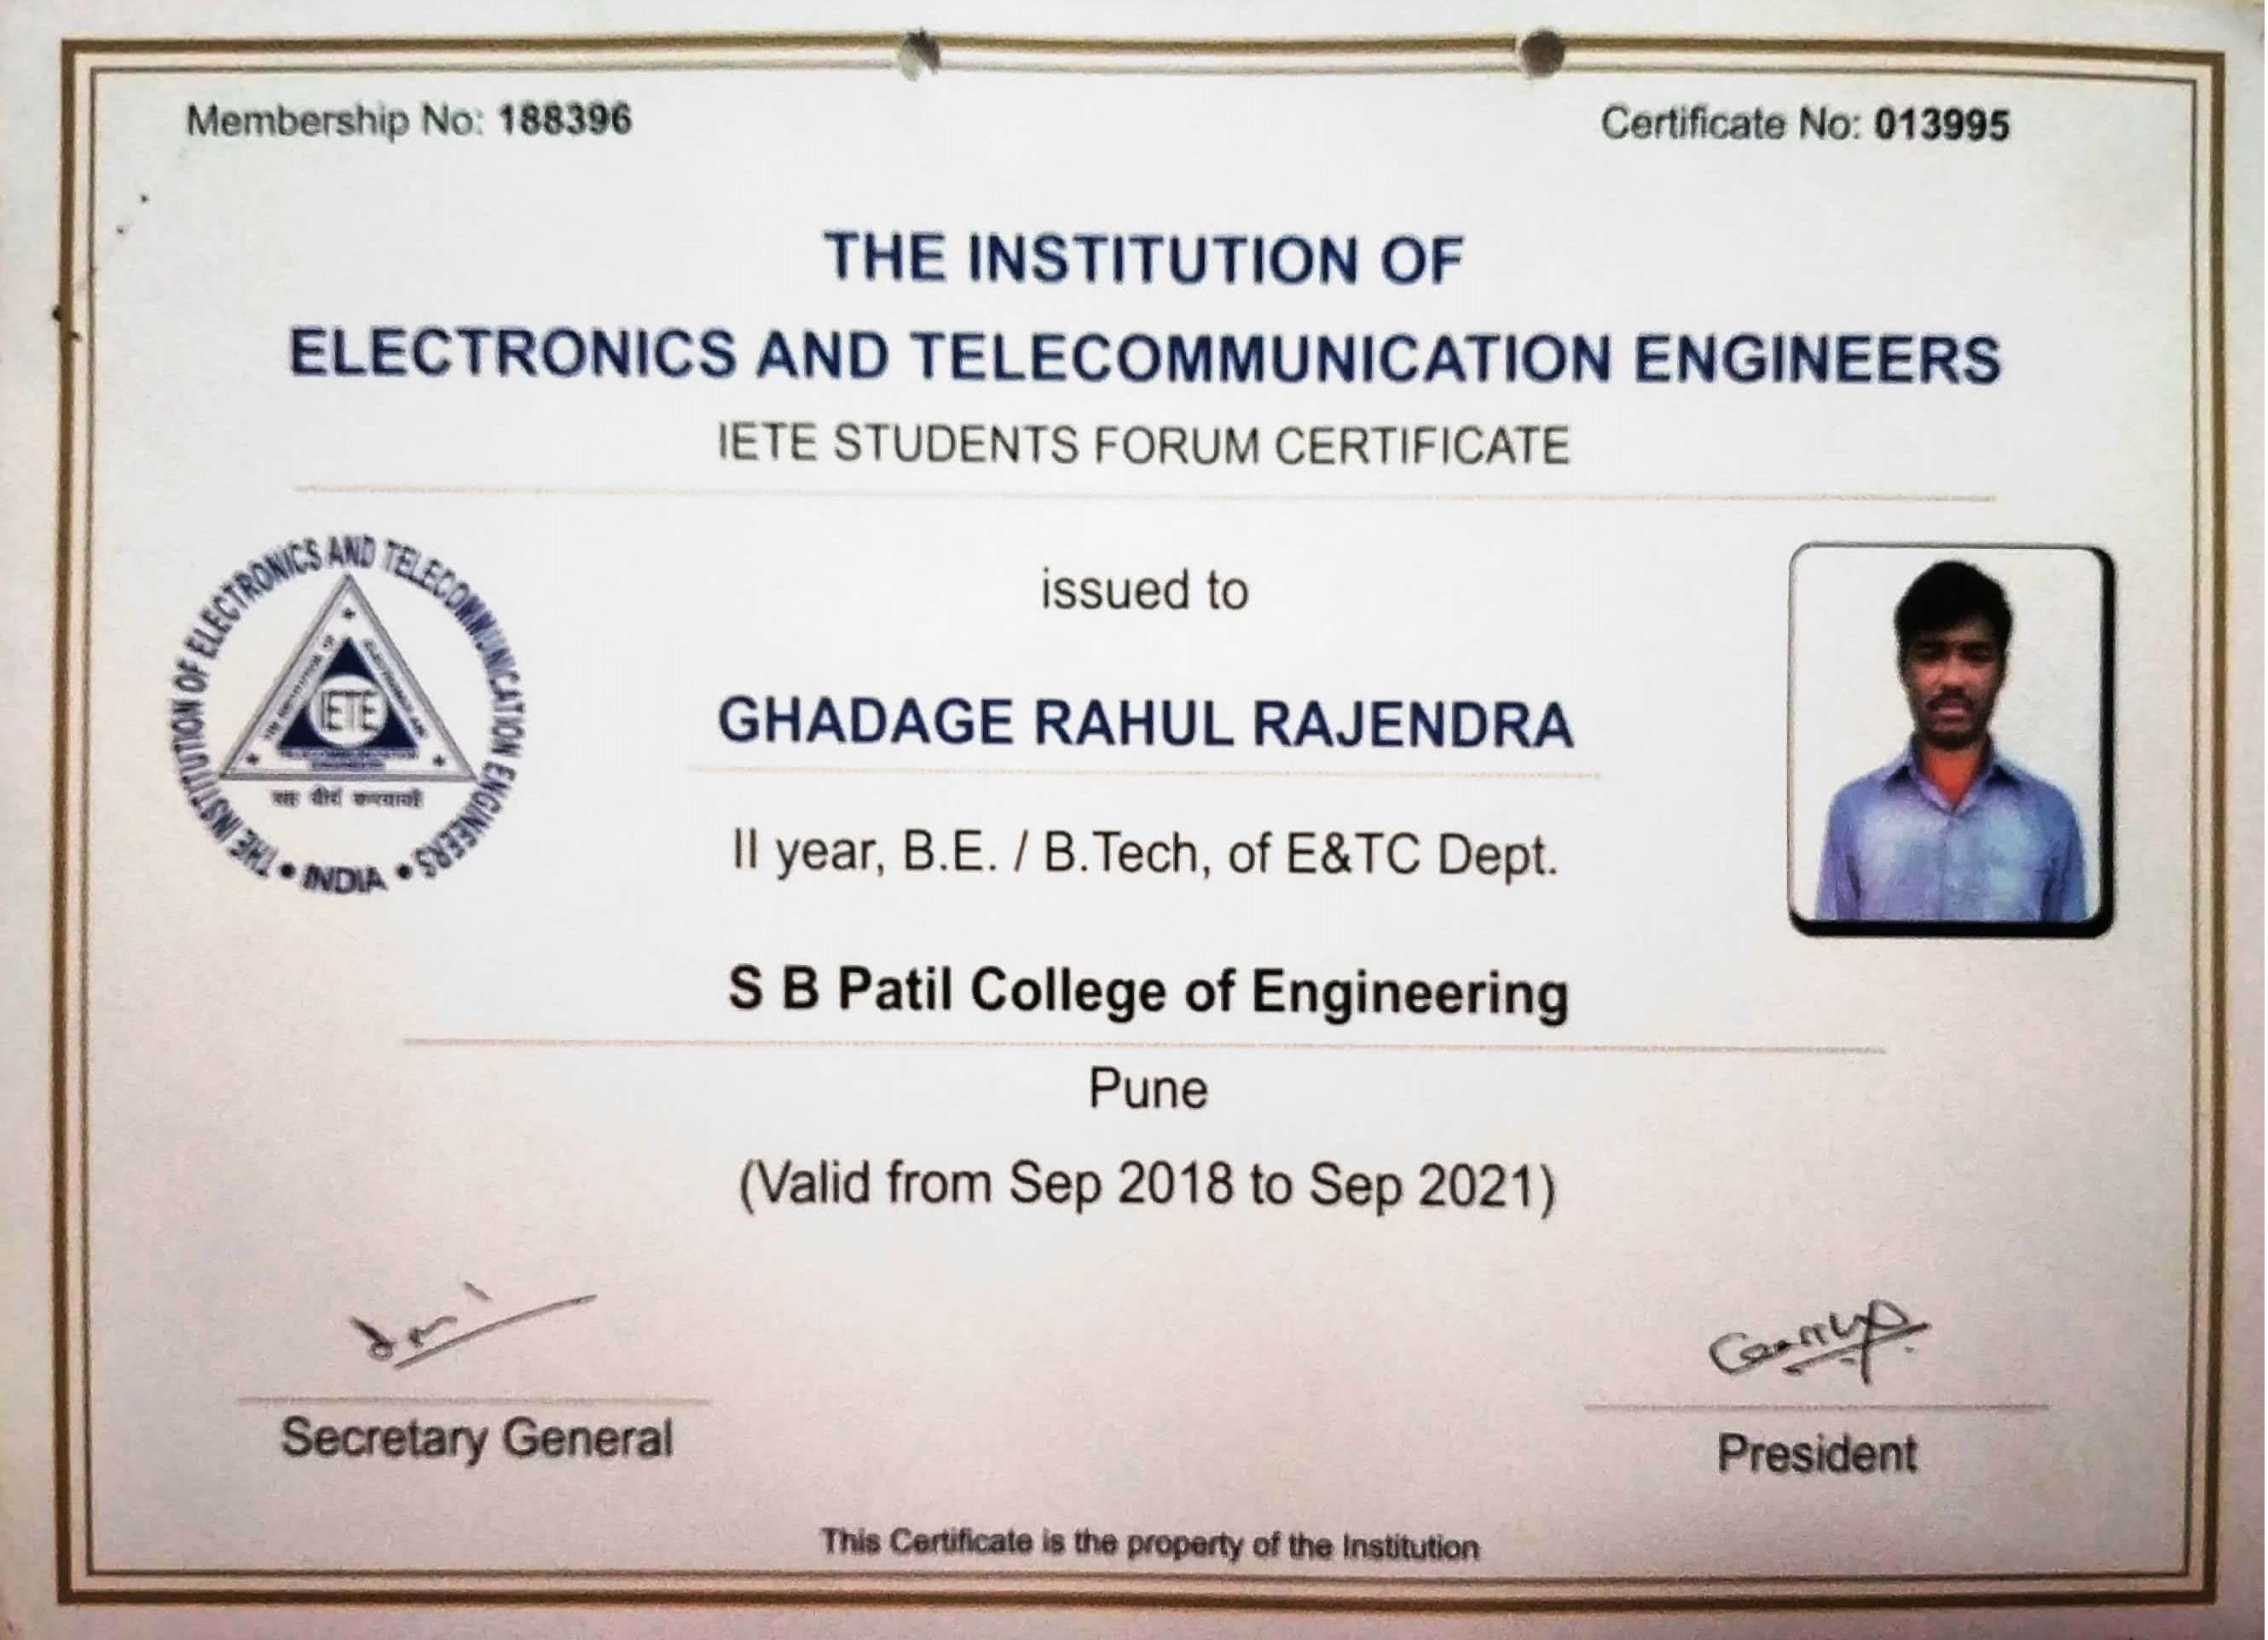 Membership No: 188396
Certificate No: 013995
THE INSTITUTION OF
ELECTRONICS AND TELECOMMUNICATION ENGINEERS
IETE STUDENTS FORUM CERTIFICATE
THE INSTITUTION OF ELECTRONICS AND TELECOMMUNICATION ENGINEERS • INDIA •
IETE
issued to
GHADAGE RAHUL RAJENDRA
II year, B.E. / B.Tech, of E&TC Dept.
S B Patil College of Engineering
Pune
(Valid from Sep 2018 to Sep 2021)
Secretary General
President
This Certificate is the property of the Institution